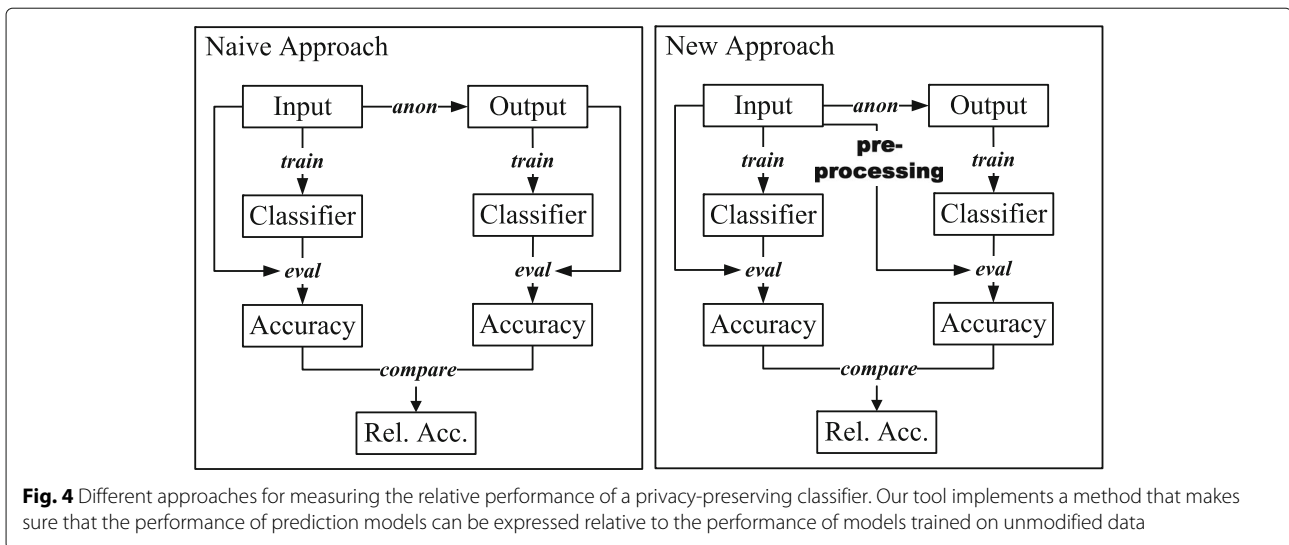 Naive Approach
Input
anon
Output
train
train
Classifier
Classifier
eval
eval
Accuracy
Accuracy
compare
Rel. Acc.
New Approach
Input
anon
Output
train
pre-
processing
train
Classifier
Classifier
eval
eval
Accuracy
Accuracy
compare
Rel. Acc.
Fig. 4 Different approaches for measuring the relative performance of a privacy-preserving classifier. Our tool implements a method that makes
sure that the performance of prediction models can be expressed relative to the performance of models trained on unmodified data